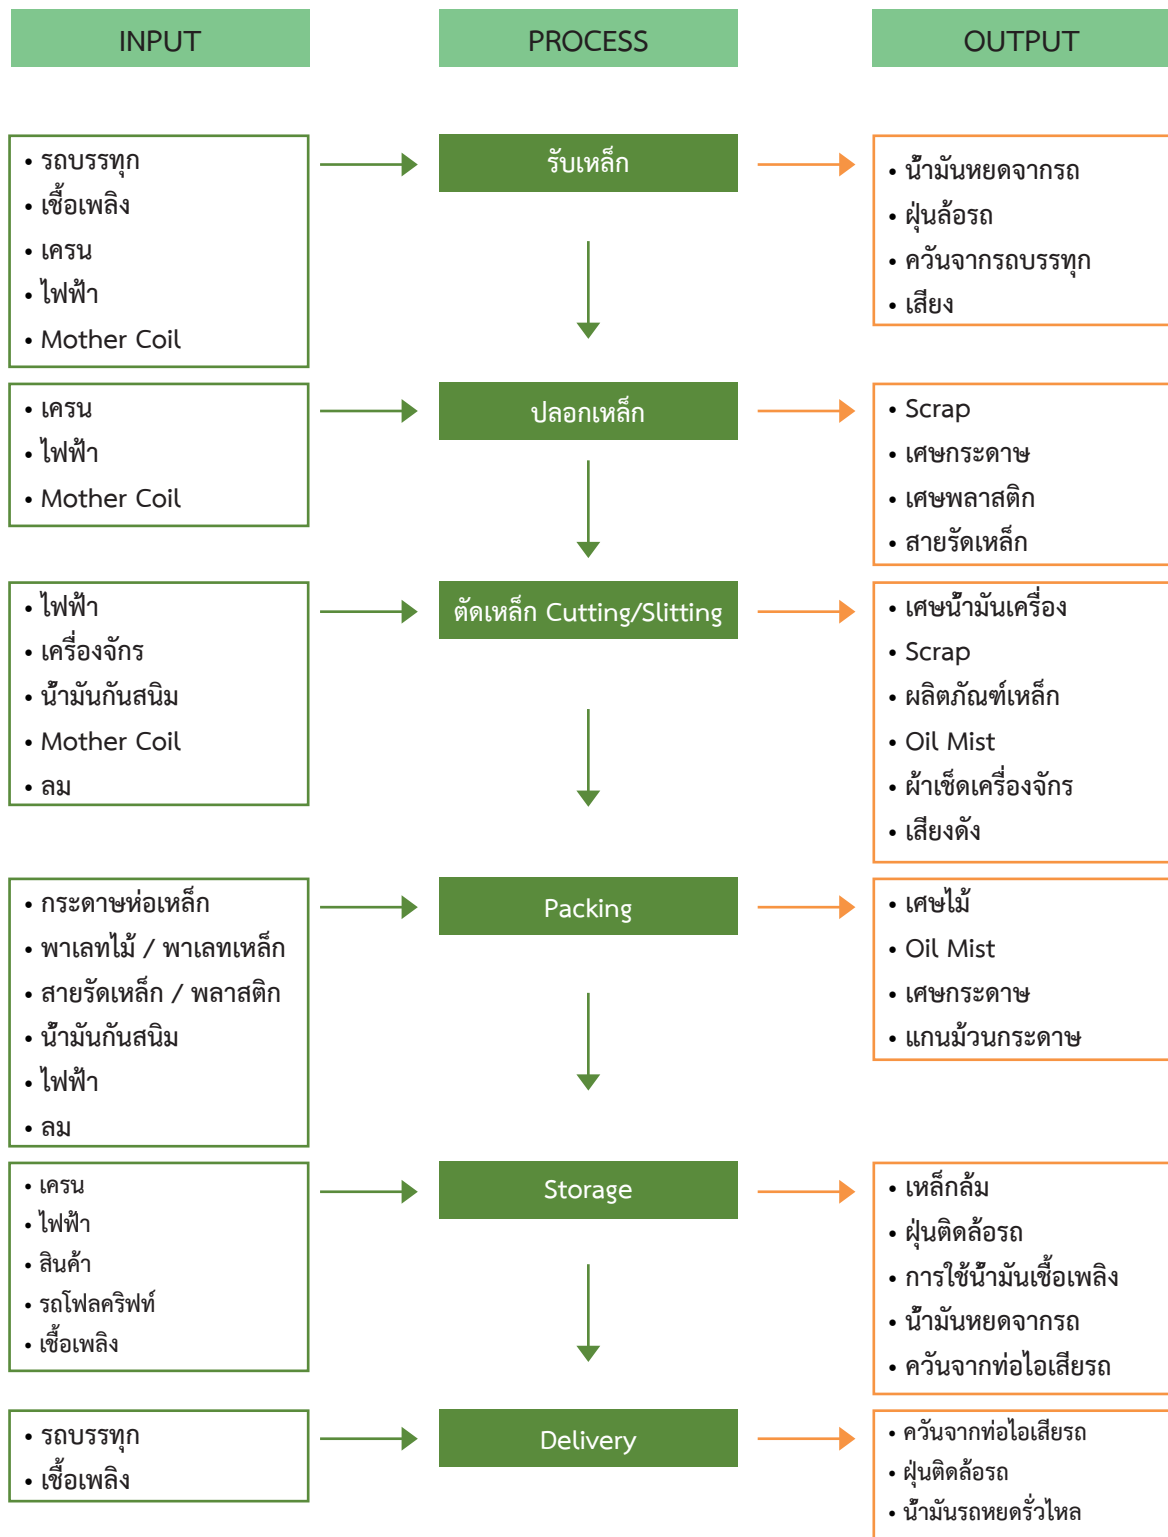 INPUT
PROCESS
OUTPUT
• รถบรรทุก
• เชื้อเพลิง
• เครน
• ไฟฟ้า
• Mother Coil
รับเหล็ก
• น้ำมันหยดจากรถ
• ฝุ่นล้อรถ
• ควันจากรถบรรทุก
• เสียง
• เครน
• ไฟฟ้า
• Mother Coil
ปลอกเหล็ก
• Scrap
• เศษกระดาษ
• เศษพลาสติก
• สายรัดเหล็ก
• ไฟฟ้า
• เครื่องจักร
• น้ำมันกันสนิม
• Mother Coil
• ลม
ตัดเหล็ก Cutting/Slitting
• เศษน้ำมันเครื่อง
• Scrap
• ผลิตภัณฑ์เหล็ก
• Oil Mist
• ผ้าเช็ดเครื่องจักร
• เสียงดัง
• กระดาษห่อเหล็ก
• พาเลทไม้ / พาเลทเหล็ก
• สายรัดเหล็ก / พลาสติก
• น้ำมันกันสนิม
• ไฟฟ้า
• ลม
Packing
• เศษไม้
• Oil Mist
• เศษกระดาษ
• แกนม้วนกระดาษ
• เครน
• ไฟฟ้า
• สินค้า
• รถโฟลคริฟท์
• เชื้อเพลิง
Storage
• เหล็กล้ม
• ฝุ่นติดล้อรถ
• การใช้น้ำมันเชื้อเพลิง
• น้ำมันหยดจากรถ
• ควันจากท่อไอเสียรถ
• รถบรรทุก
• เชื้อเพลิง
Delivery
• ควันจากท่อไอเสียรถ
• ฝุ่นติดล้อรถ
• น้ำมันรถหยดรั่วไหล